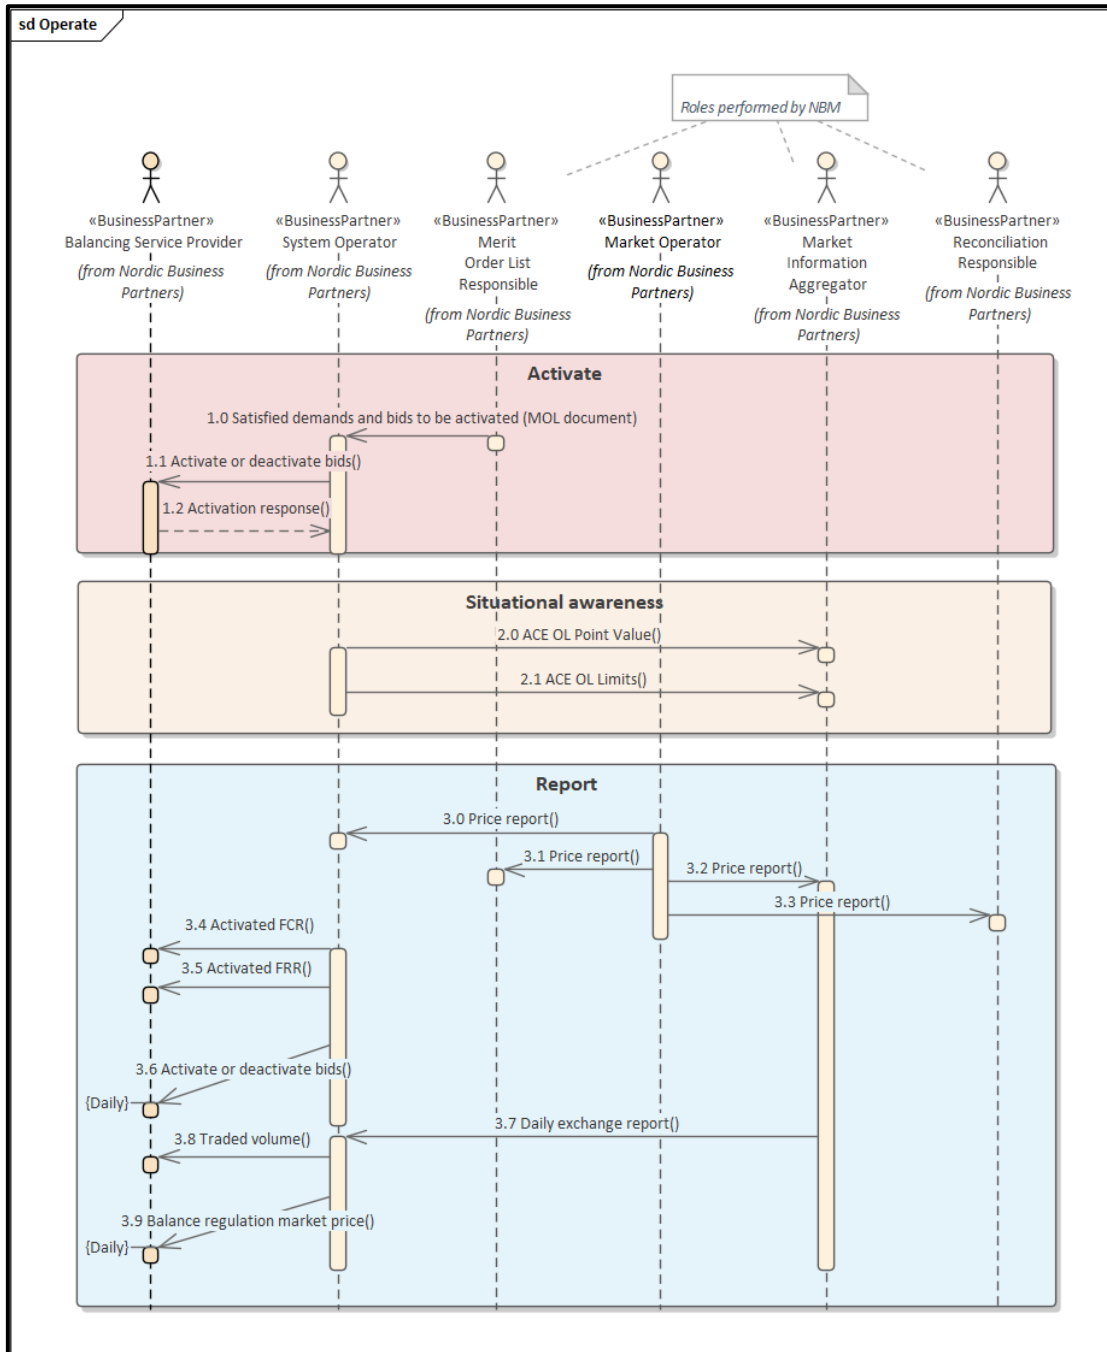 sd Operate
Roles performed by NBM
«BusinessPartner»
Balancing Service Provider
(from Nordic Business
Partners)
«BusinessPartner»
System Operator
(from Nordic Business
Partners)
«BusinessPartner»
Merit
Order List
Responsible
(from Nordic Business
Partners)
«BusinessPartner»
Market Operator
(from Nordic Business
Partners)
«BusinessPartner»
Market
Information
Aggregator
(from Nordic Business
Partners)
«BusinessPartner»
Reconciliation
Responsible
(from Nordic Business
Partners)
Activate
1.0 Satisfied demands and bids to be activated (MOL document)
1.1 Activate or deactivate bids()
1.2 Activation response()
Situational awareness
2.0 ACE OL Point Value()
2.1 ACE OL Limits()
Report
3.0 Price report()
3.1 Price report()
3.2 Price report()
3.3 Price report()
3.4 Activated FCR()
3.5 Activated FRR()
3.6 Activate or deactivate bids()
{Daily}
3.7 Daily exchange report()
3.8 Traded volume()
3.9 Balance regulation market price()
{Daily}